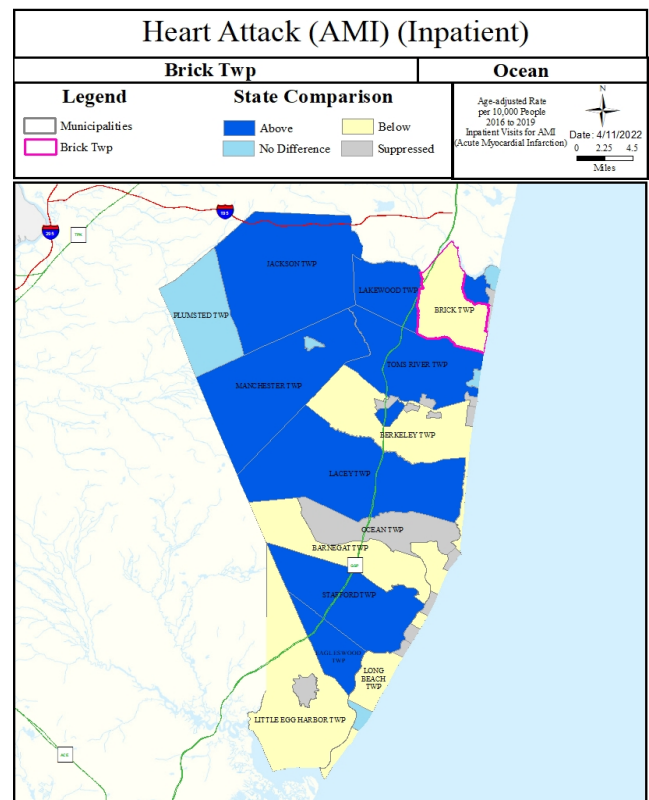 Heart Attack (AMI) (Inpatient)
Brick Twp
Ocean
Legend
Municipalities
Brick Twp
State Comparison
Above
Below
No Difference
Suppressed
Age-adjusted Rate
per 10,000 People
2016 to 2019
Inpatient Visits for AMI
(Acute Myocardial Infarction)
N
Date: 4/11/2022
0 2.25 4.5
Miles
195
JACKSON TWP
LAKEWOOD TWP
BRICK TWP
PLUMSTED TWP
TOMS RIVER TWP
MANCHESTER TWP
BERKELEY TWP
LACEY TWP
OCEAN TWP
BARNEGAT TWP
GSP
STAFFORD TWP
EAGLESWOOD
TWP
LONG
BEACH
TWP
LITTLE EGG HARBOR TWP